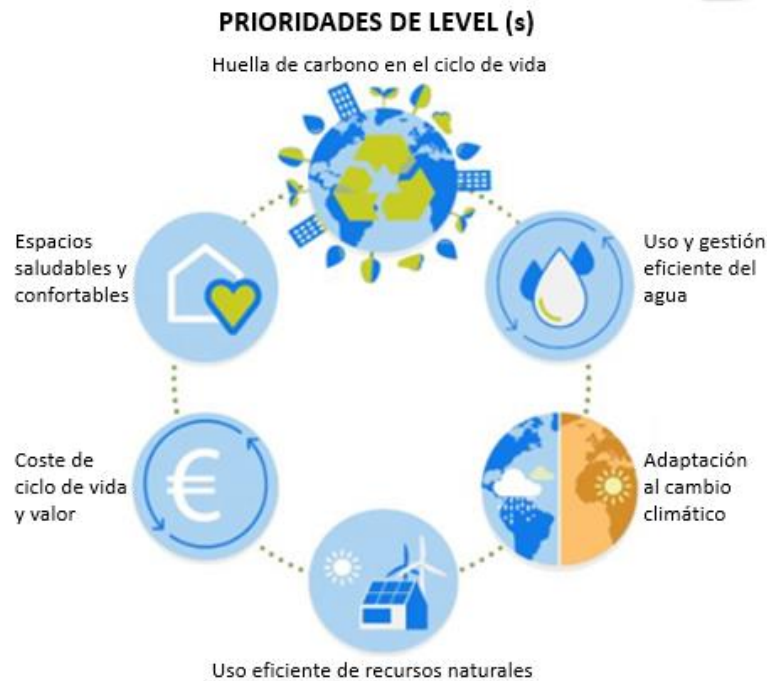 PRIORIDADES DE LEVEL (s)
Huella de carbono en el ciclo de vida
Espacios
saludables y
confortables
Uso y gestión
eficiente del
agua
Coste de
ciclo de vida
y valor
€
Adaptación
al cambio
climático
Uso eficiente de recursos naturales